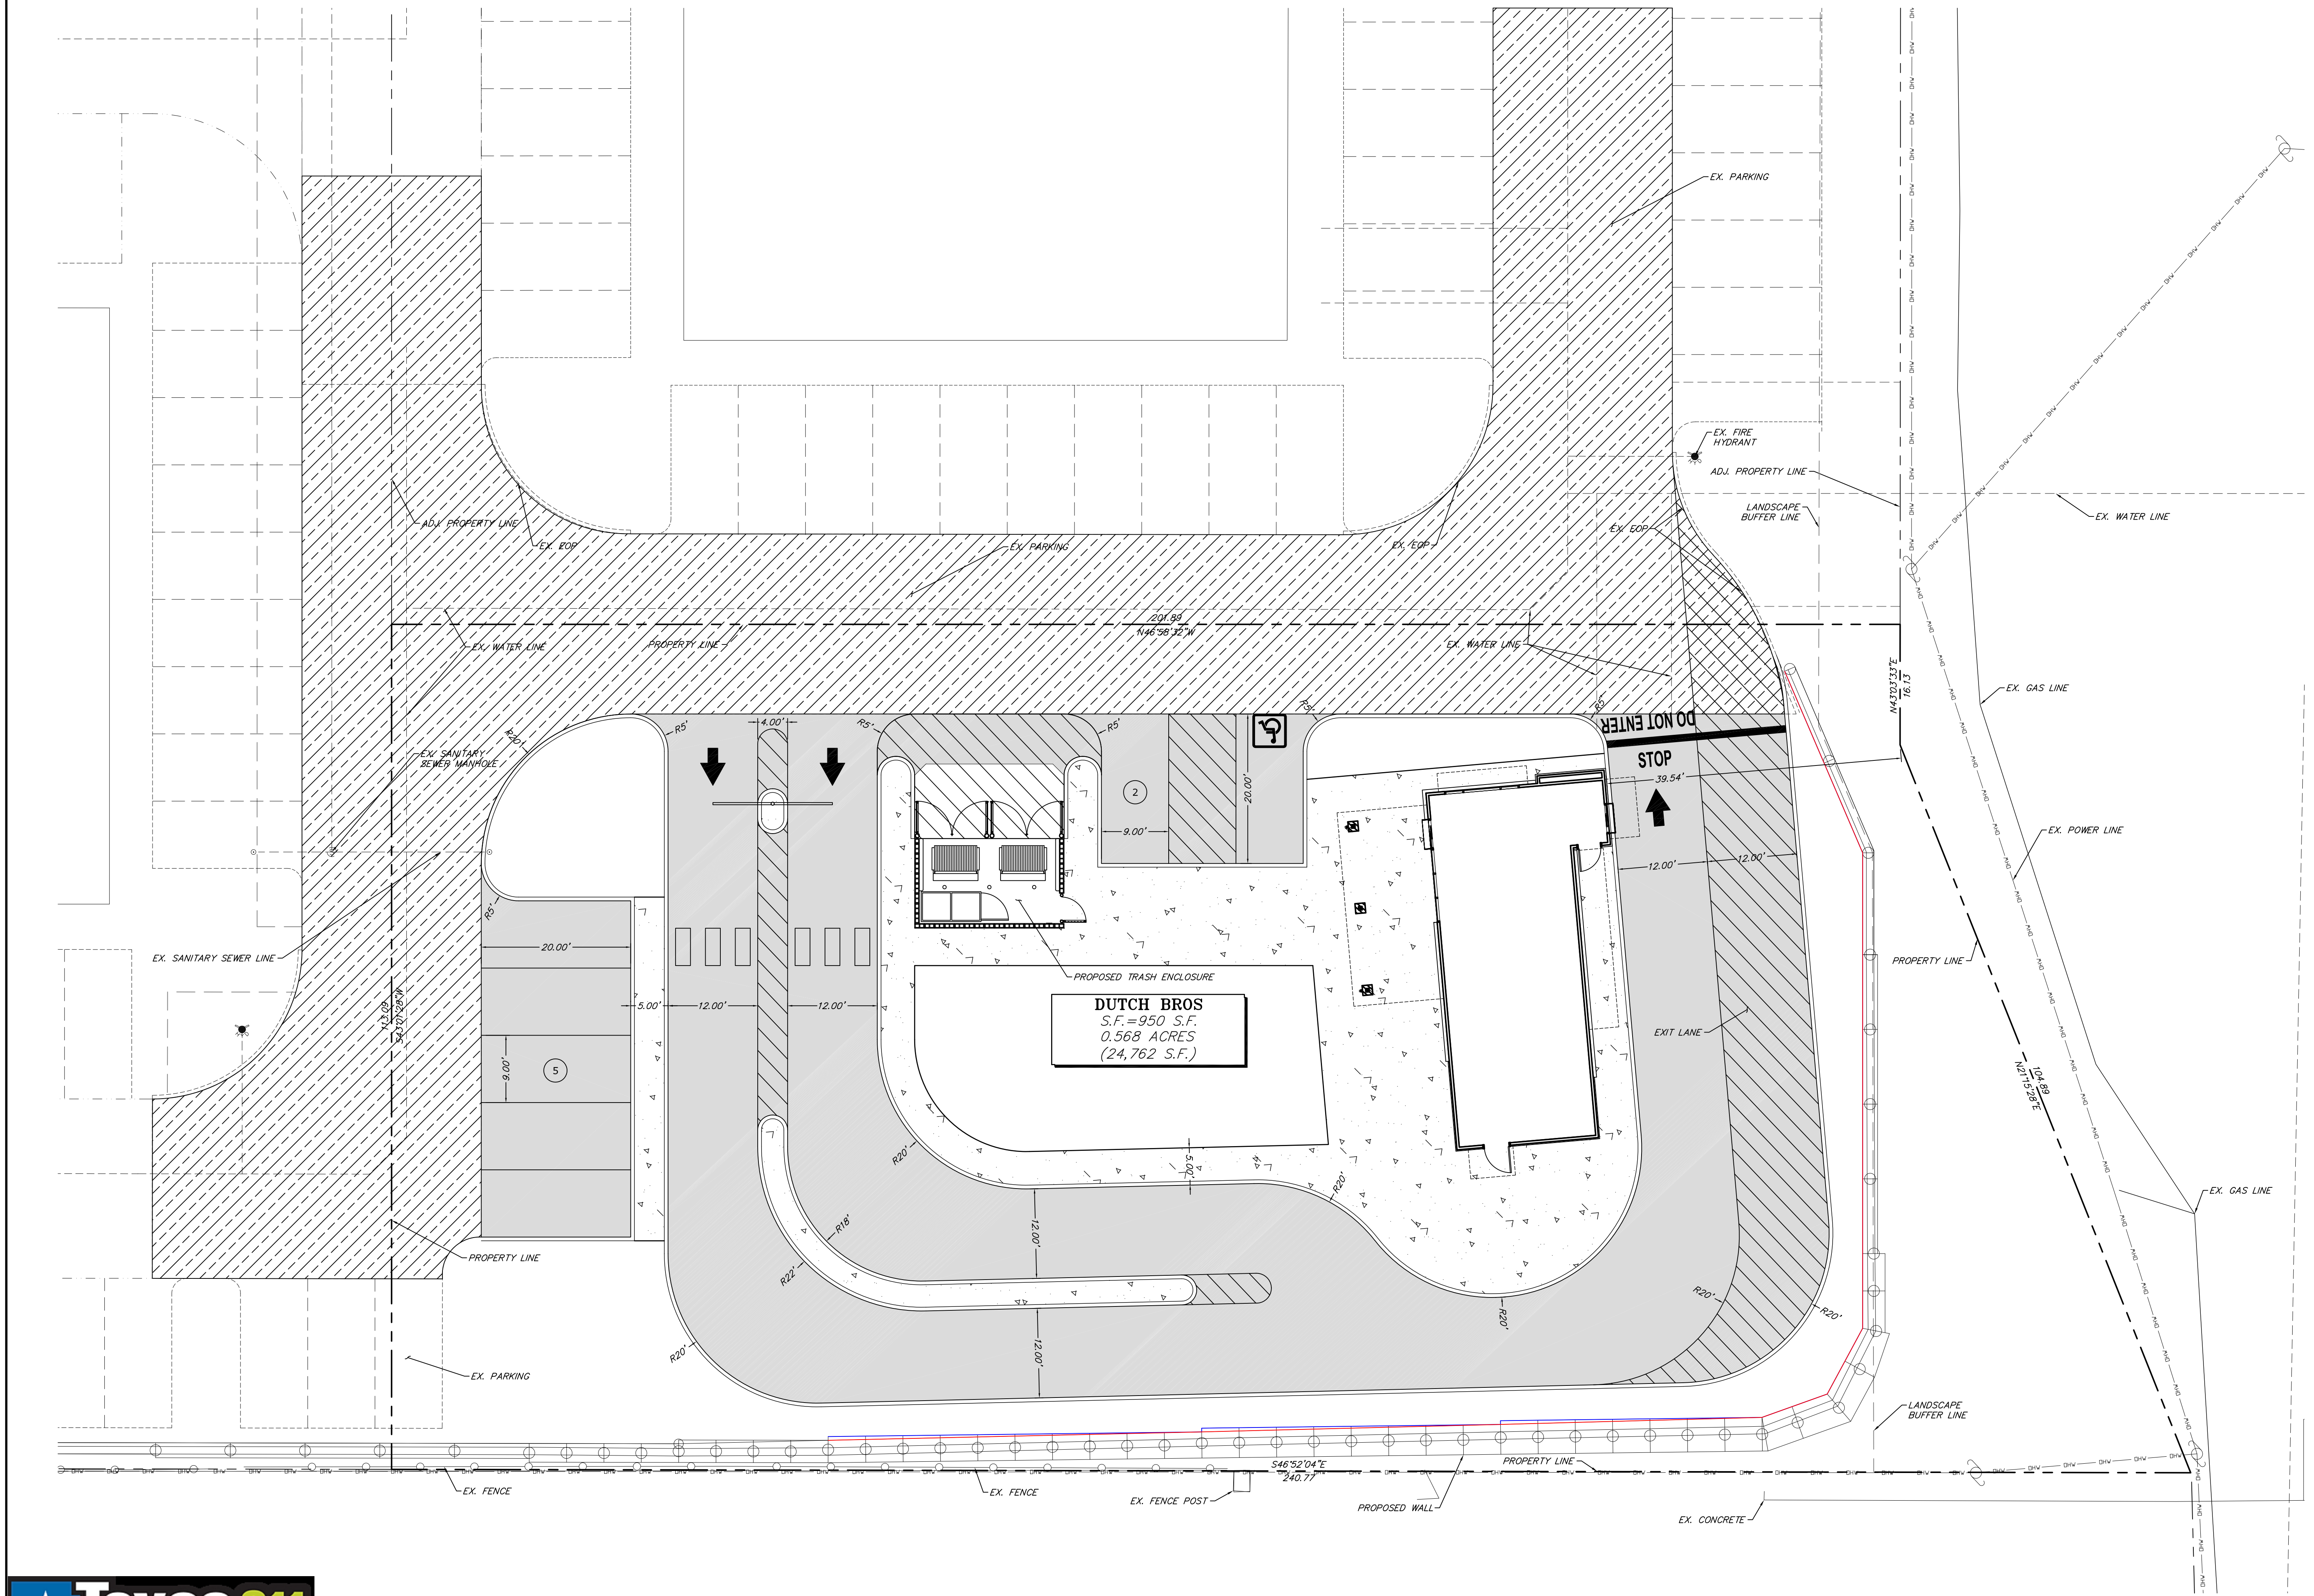 EX. PARKING
EX. FIRE
HYDRANT
ADJ. PROPERTY LINE
LANDSCAPE
BUFFER LINE
EX. WATER LINE
ADJ. PROPERTY LINE
EX. EOP
EX. PARKING
EX. EOP
EX. EOP
201.89
N46°58'32"W
EX. WATER LINE
PROPERTY LINE
EX. WATER LINE
N43°03'33"E
16.13
EX. GAS LINE
R20'
R5'
4.00'
R5'
R5'
R5'
R5'
DO NOT ENTER
STOP
39.54'
EX. SANITARY
SEWER MANHOLE
2
20.00'
9.00'
12.00'
12.00'
EX. POWER LINE
R5'
20.00'
EX. SANITARY SEWER LINE
PROPERTY LINE
PROPOSED TRASH ENCLOSURE
5.00'
12.00'
12.00'
DUTCH BROS
S.F.=950 S.F.
0.568 ACRES
(24,762 S.F.)
113.09
S43°01'28"W
EXIT LANE
9.00'
5
104.89
N21°15'28"E
R20'
5.00'
R20'
EX. GAS LINE
R18'
12.00'
PROPERTY LINE
R22'
R20'
R20'
R20'
R20'
12.00'
EX. PARKING
LANDSCAPE
BUFFER LINE
S46°52'04"E
240.77
PROPERTY LINE
EX. FENCE
EX. FENCE
EX. FENCE POST
PROPOSED WALL
EX. CONCRETE
OHW